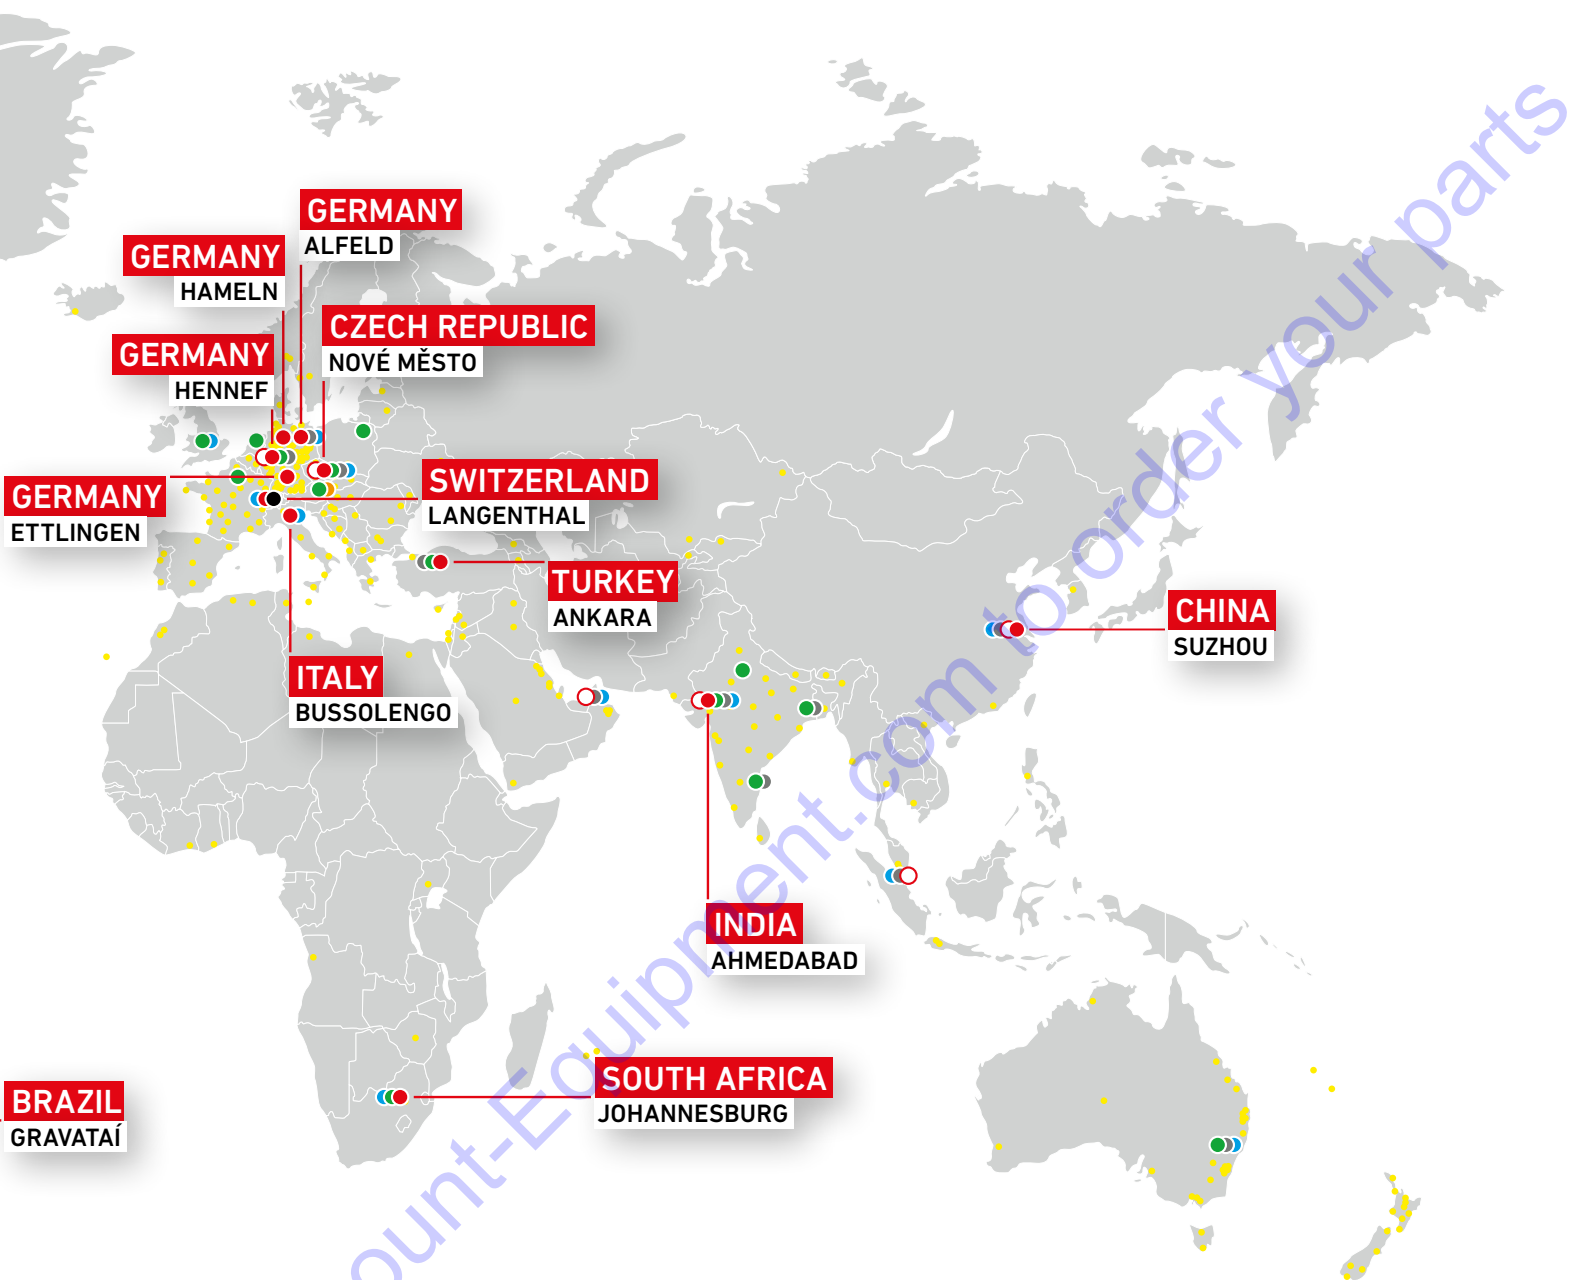 GERMANY
ALFELD
GERMANY
HAMELN
CZECH REPUBLIC
NOVÉ MĚSTO
GERMANY
HENNEF
SWITZERLAND
LANGENTHAL
GERMANY
ETTLINGEN
TURKEY
ANKARA
CHINA
SUZHOU
ITALY
BUSSOLENGO
INDIA
AHMEDABAD
SOUTH AFRICA
JOHANNESBURG
BRAZIL
GRAVATAÍ
ount-Equipment.com to order your parts